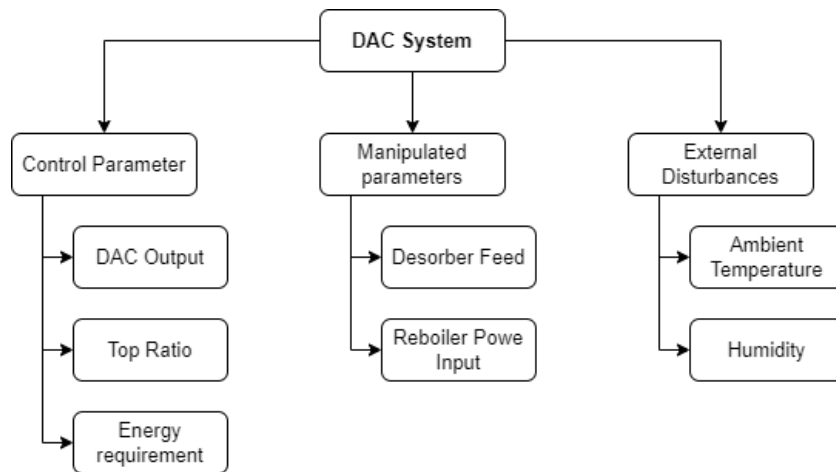 DAC System
Control Parameter
Manipulated
parameters
External
Disturbances
DAC Output
Desorber Feed
Ambient
Temperature
Top Ratio
Reboiler Powe
Input
Humidity
Energy
requirement